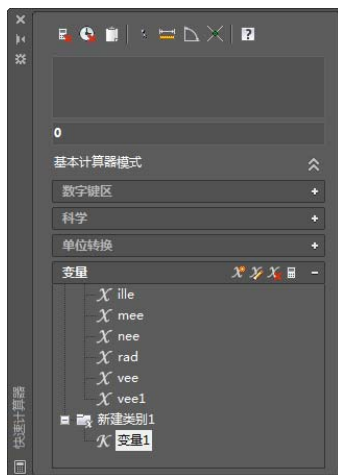 0
基本计算器模式
数字键区
科学
单位转换
变量
ille
mee
nee
rad
vee
vee1
新建类别1
变量1
快速计算器